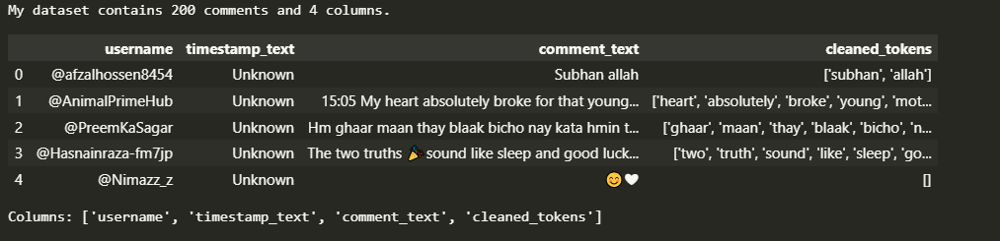 My dataset contains 200 comments and 4 columns.
username timestamp_text comment_text cleaned_tokens
0 @afzalhossen8454 Unknown Subhan allah ['subhan', 'allah']
1 @AnimalPrimeHub Unknown 15:05 My heart absolutely broke for that young... ['heart', 'absolutely', 'broke', 'young', 'mot...
2 @PreemKaSagar Unknown Hm ghaar maan thay blaak bicho nay kata hmin t... ['ghaar', 'maan', 'thay', 'blaak', 'bicho', 'n...
3 @Hasnainraza-fm7jp Unknown The two truths 🎉sound like sleep and good luck... ['two', 'truth', 'sound', 'like', 'sleep', 'go...
4 @Nimazz_z Unknown 😊🤍 []
Columns: ['username', 'timestamp_text', 'comment_text', 'cleaned_tokens']